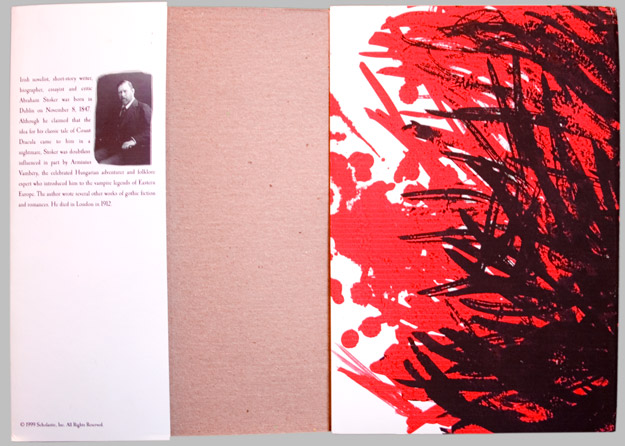 Irish novelist, short-story writer,
biographer, essayist and critic
Abraham Stoker was born in
Dublin on November 8, 1847.
Although he claimed that the
idea for his classic tale of Count
Dracula came to him in a
nightmare, Stoker was doubtless
influenced in part by Arminius
Vambery, the celebrated Hungarian adventurer and folklore
expert who introduced him to the vampire legends of Eastern
Europe. The author wrote several other works of gothic fiction
and romances. He died in London in 1912.
© 1999 Scholastic, Inc. All Rights Reserved.